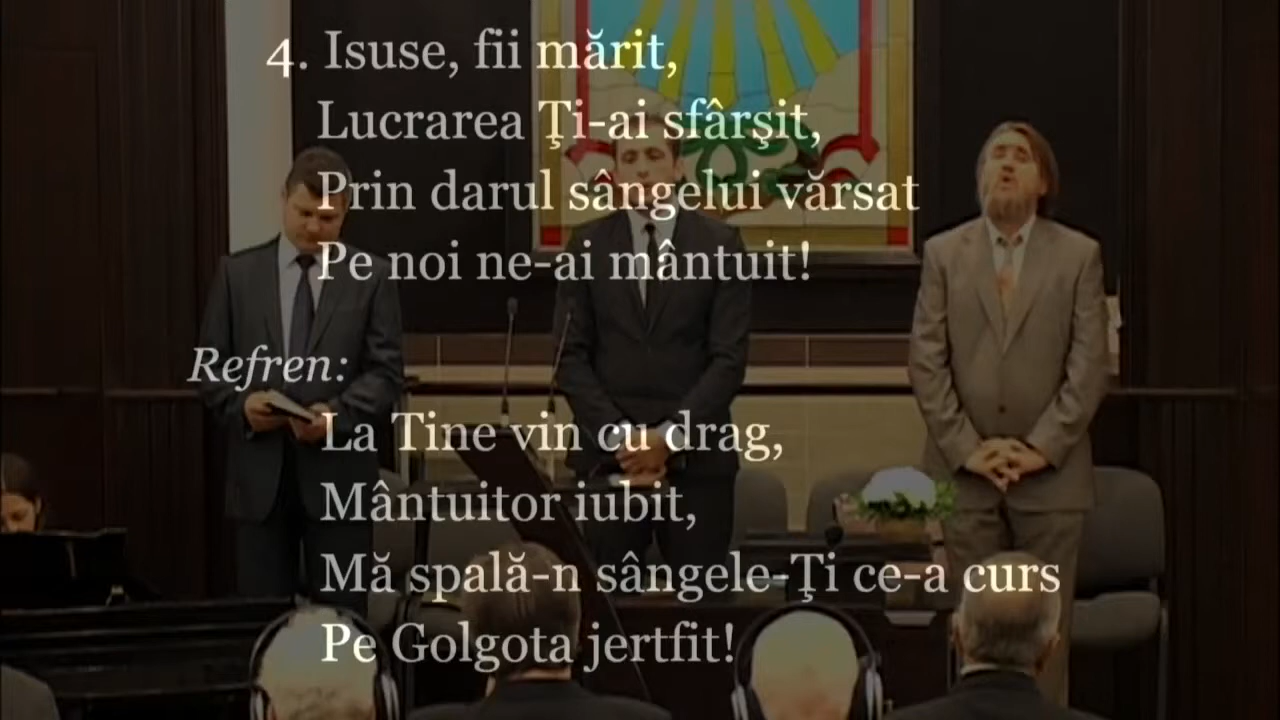 4. Isuse, fii mărit,
Lucrarea Ţi-ai sfârşit,
Prin darul sângelui vărsat
Pe noi ne-ai mântuit!
Refren:
La Tine vin cu drag,
Mântuitor iubit,
Mă spală-n sângele-Ţi ce-a curs
Pe Golgota jertfit!